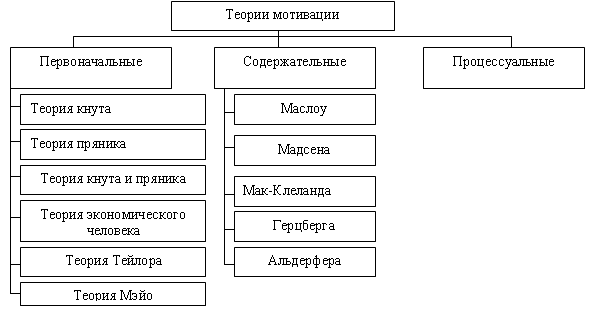 Теории мотивации
Первоначальные
Содержательные
Процессуальные
Теория кнута
Теория пряника
Теория кнута и пряника
Теория экономического
человека
Теория Тейлора
Теория Мэйо
Маслоу
Мадсена
Мак-Клеланда
Герцберга
Альдерфера